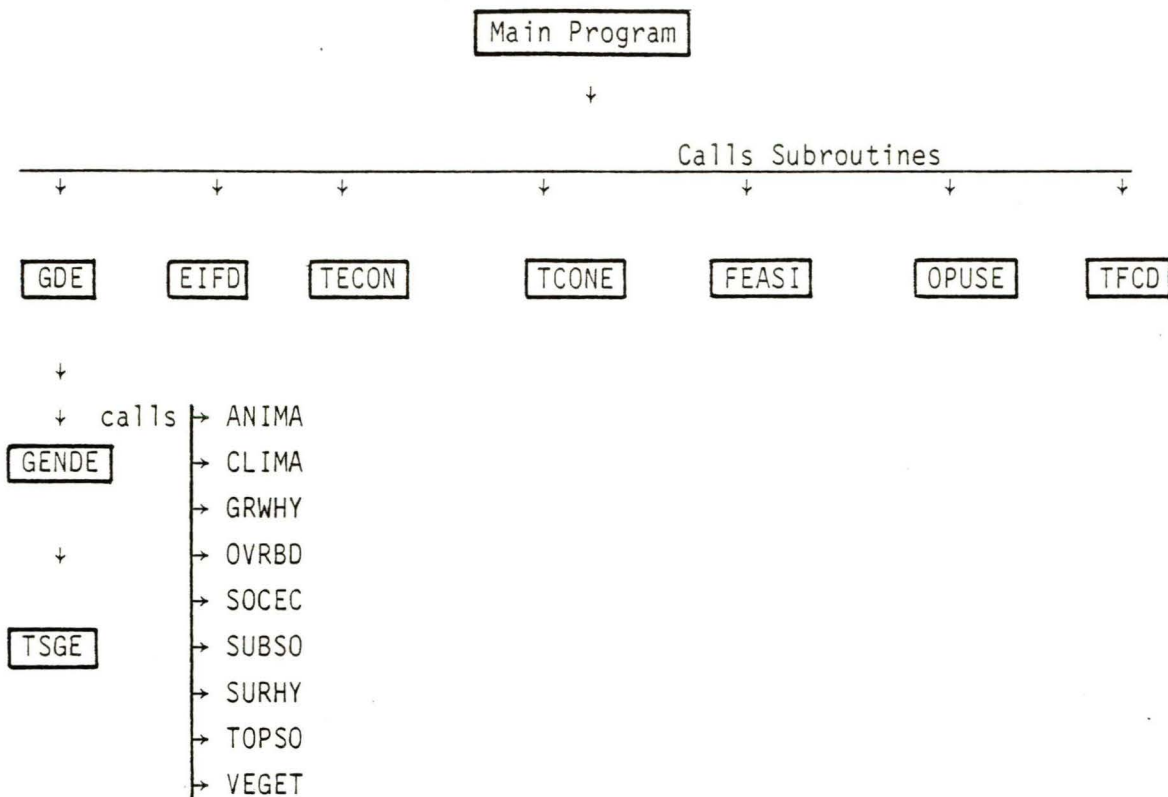 Main Program
↓
Calls Subroutines
↓ ↓ ↓ ↓ ↓ ↓ ↓
GDE EIFD TECON TCONE FEASI OPUSE TFCD
↓
↓ calls → ANIMA
GENDE → CLIMA
→ GRWHY
↓ → OVRBD
→ SOCEC
TSGE → SUBSO
→ SURHY
→ TOPSO
→ VEGET